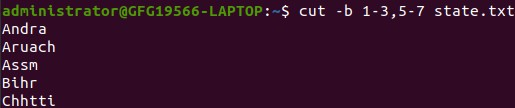 administrator@GFG19566-LAPTOP:~$ cut -b 1-3,5-7 state.txt
Andra
Aruach
Assm
Bihr
Chhtti